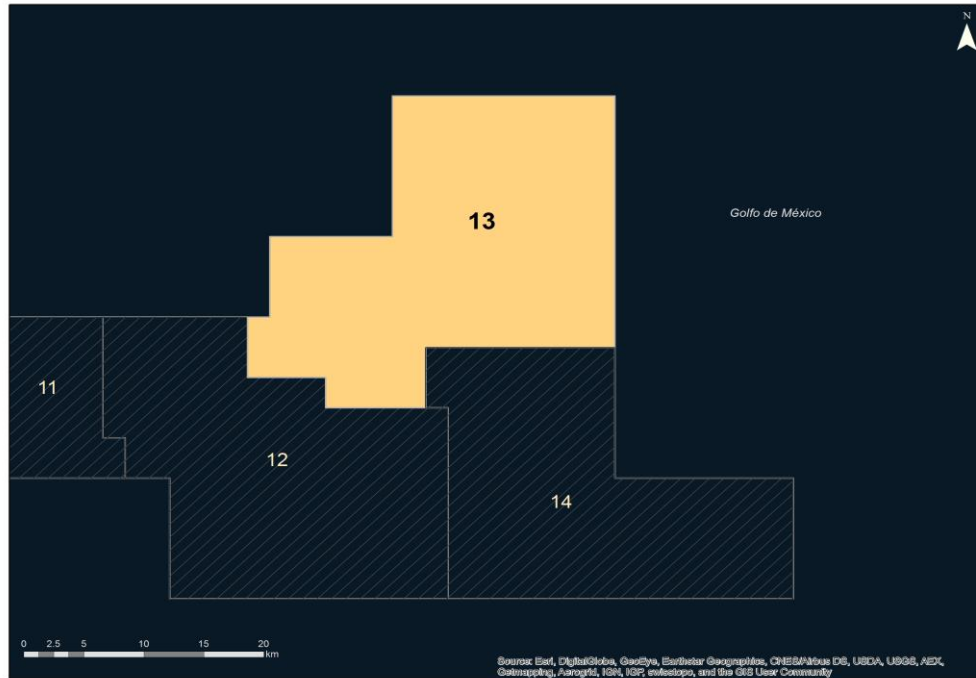 N
13
Golfo de México
11
12
14
0 2.5 5 10 15 20
km
Source: Esri, DigitalGlobe, GeoEye, Earthstar Geographics, CNES/Airbus DS, USDA, USGS, AEX,
Getmapping, Aerogrid, IGN, IGP, swisstopo, and the GIS User Community